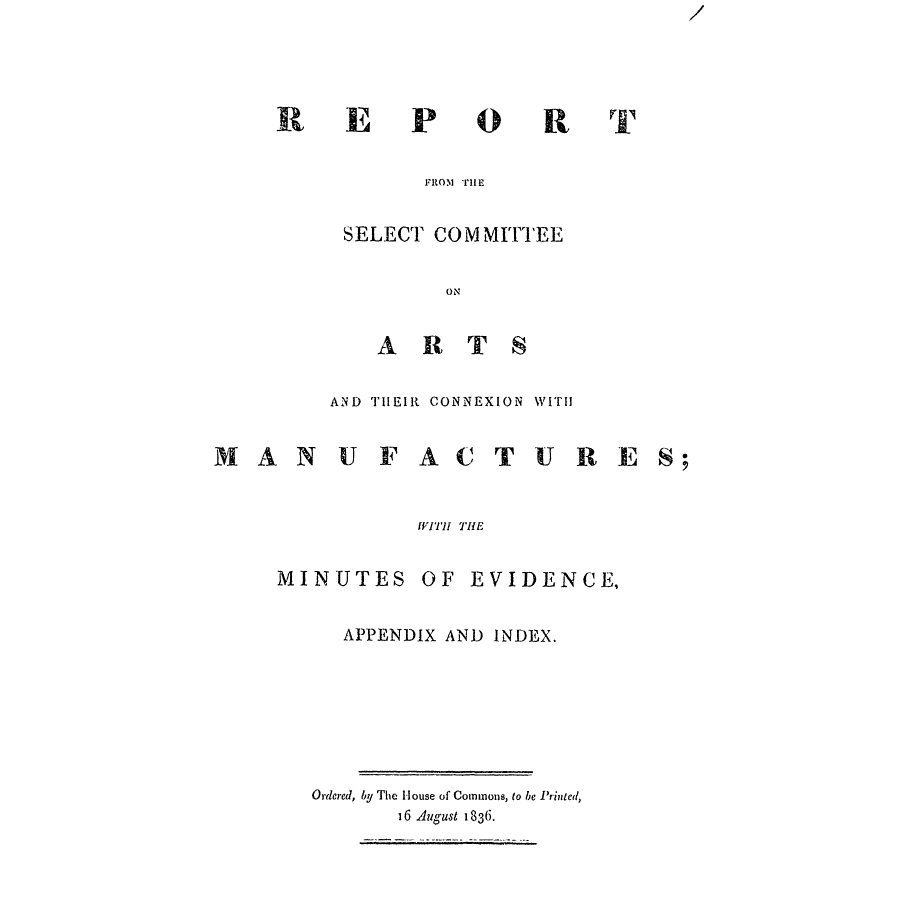 REPORT
FROM THE
SELECT COMMITTEE
ON
ARTS
AND THEIR CONNEXION WITH
MANUFACTURES;
WITH THE
MINUTES OF EVIDENCE,
APPENDIX AND INDEX.
Ordered, by The House of Commons, to be Printed,
16 August 1836.